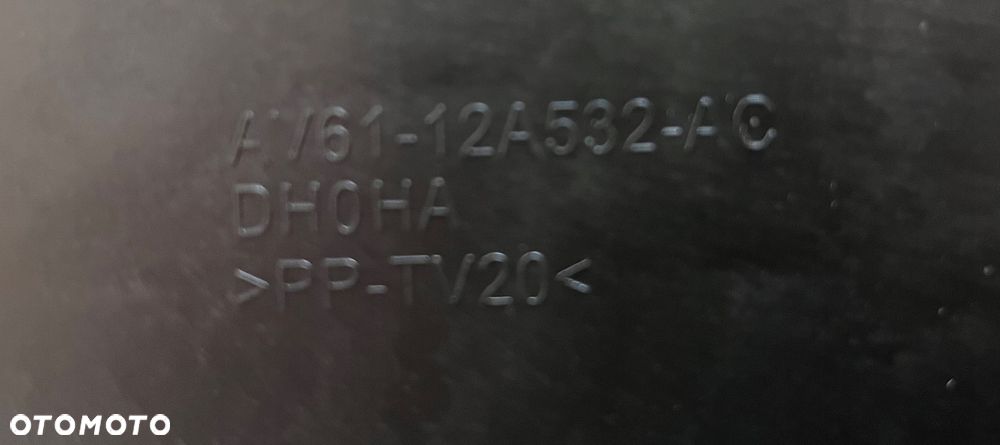 AV61-12A532-AC
DH0HA
>PP-TV20<
OTOMOTO